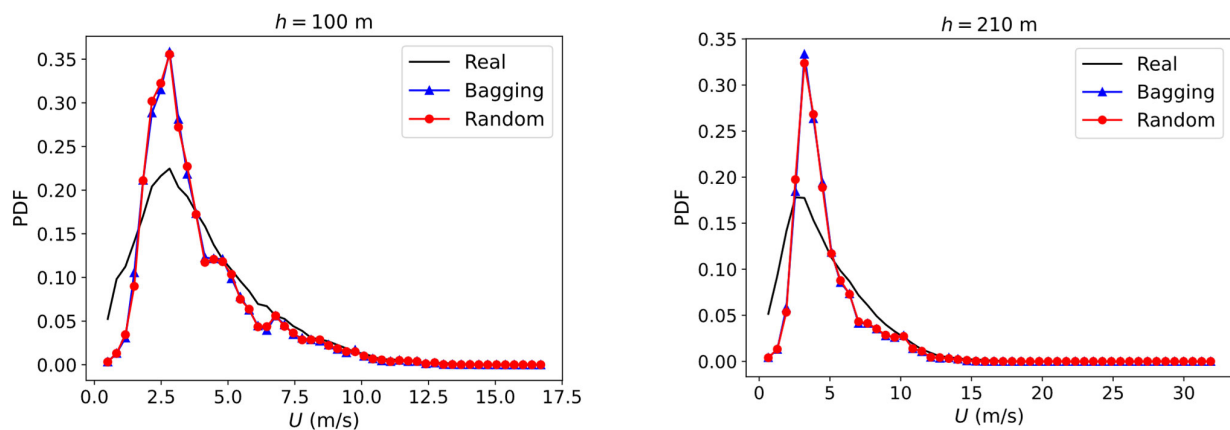 h = 100 m
0.35
0.30
0.25
0.20
0.15
0.10
0.05
0.00
PDF
Real
Bagging
Random
0.0 2.5 5.0 7.5 10.0 12.5 15.0 17.5
U (m/s)
h = 210 m
0.35
0.30
0.25
0.20
0.15
0.10
0.05
0.00
PDF
Real
Bagging
Random
0 5 10 15 20 25 30
U (m/s)